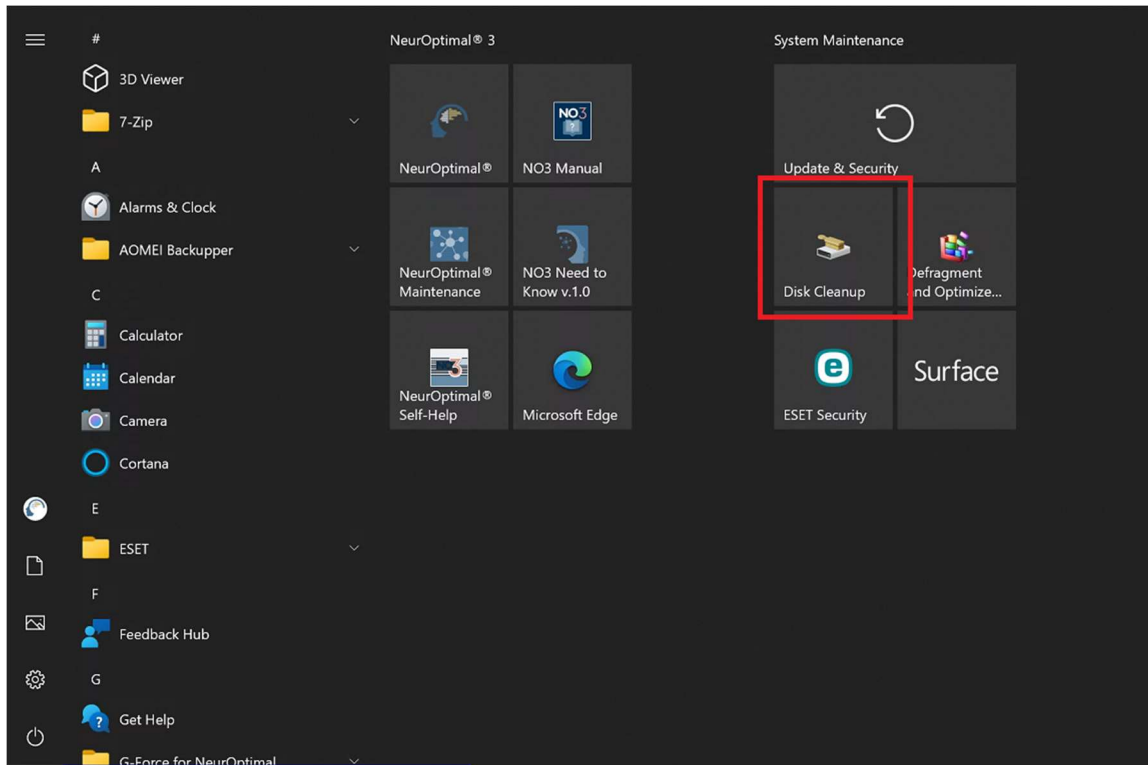 #
3D Viewer
7-Zip
A
Alarms & Clock
AOMEI Backupper
C
Calculator
Calendar
Camera
Cortana
E
ESET
F
Feedback Hub
G
Get Help
G-Force for NeurOptimal
NeurOptimal® 3
NeurOptimal®
NO3
NO3 Manual
NeurOptimal®
Maintenance
NO3 Need to
Know v.1.0
3
NeurOptimal®
Self-Help
Microsoft Edge
System Maintenance
Update & Security
Disk Cleanup
Defragment
and Optimize...
e
ESET Security
Surface